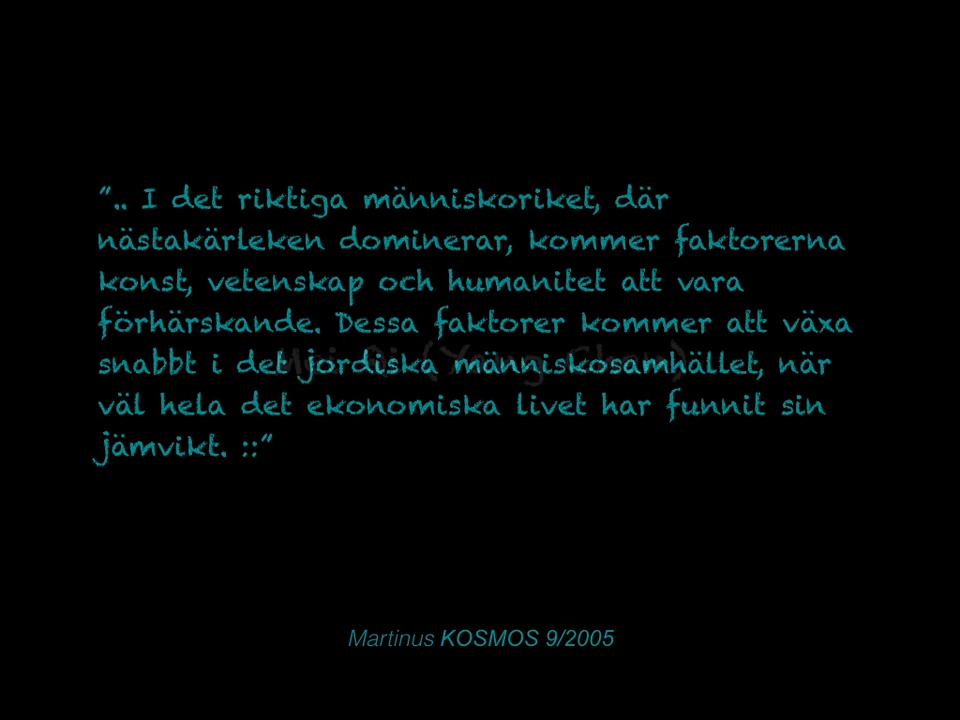 ”.. I det riktiga människoriket, där
nästakärleken dominerar, kommer faktorerna
konst, vetenskap och humanitet att vara
förhärskande. Dessa faktorer kommer att växa
snabbt i det jordiska människosamhället, när
väl hela det ekonomiska livet har funnit sin
jämvikt. ::”
Martinus KOSMOS 9/2005